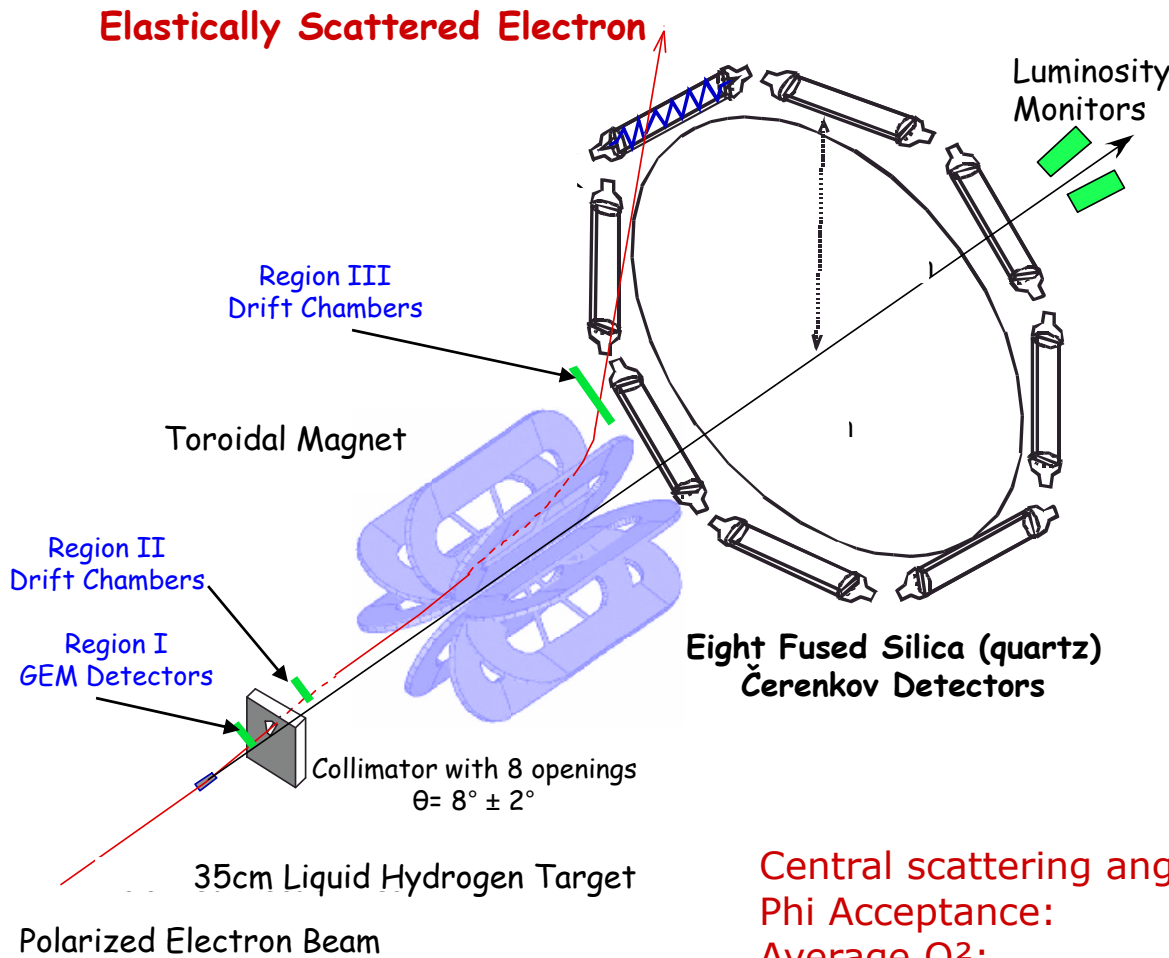 Elastically Scattered Electron
Luminosity
Monitors
Region III
Drift Chambers
Toroidal Magnet
Region II
Drift Chambers
Region I
GEM Detectors
Eight Fused Silica (quartz)
Čerenkov Detectors
Collimator with 8 openings
θ= 8° ± 2°
35cm Liquid Hydrogen Target
Polarized Electron Beam
Central scattering ang
Phi Acceptance:
Average Q²: